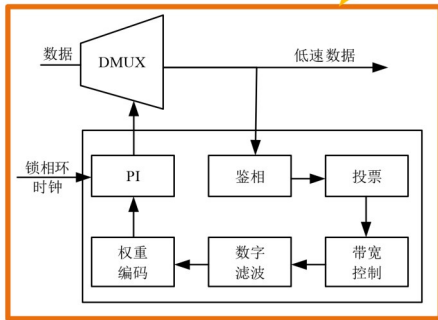 数据
DMUX
低速数据
锁相环
时钟
PI
鉴相
投票
权重
编码
数字
滤波
带宽
控制